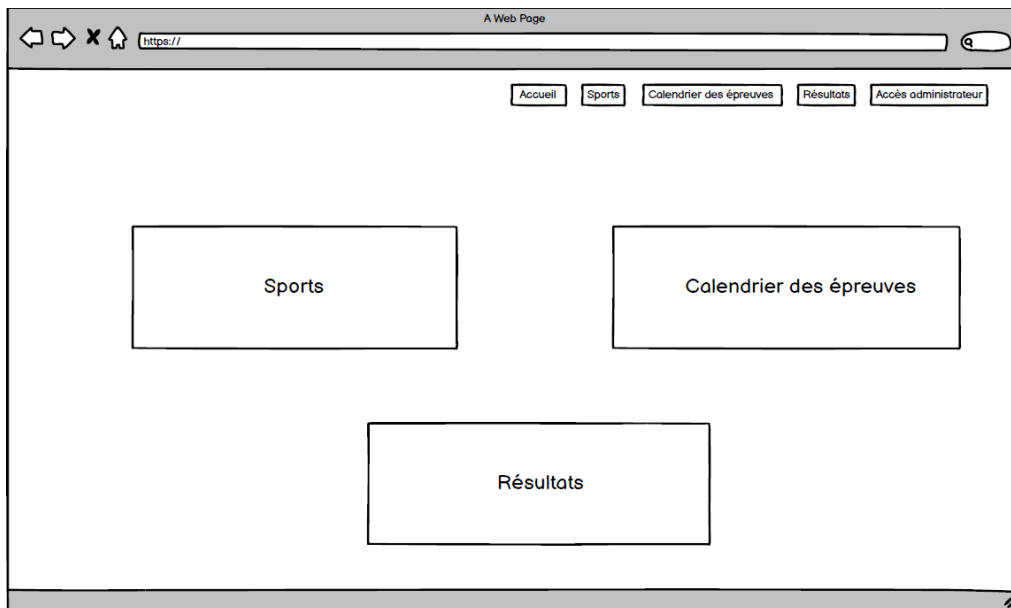 A Web Page
https://
Accueil Sports Calendrier des épreuves Résultats Accès administrateur
Sports Calendrier des épreuves
Résultats